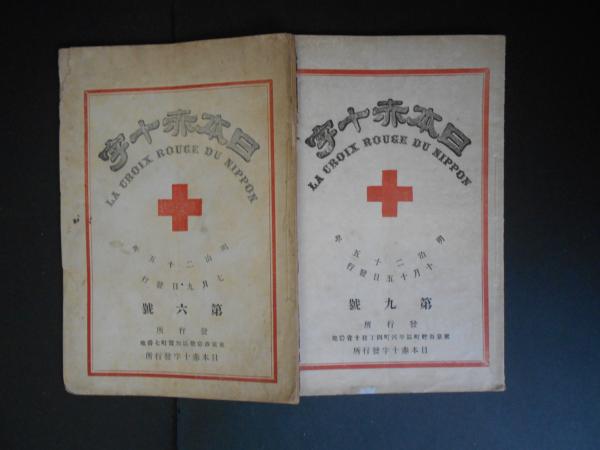 日本赤十字
LA CROIX ROUGE DU NIPPON
明治二十五年
七月九日發行
第六號
發行所
日本赤十字發行所
日本赤十字
LA CROIX ROUGE DU NIPPON
明治二十五年
十月十五日發行
第九號
發行所
日本赤十字發行所